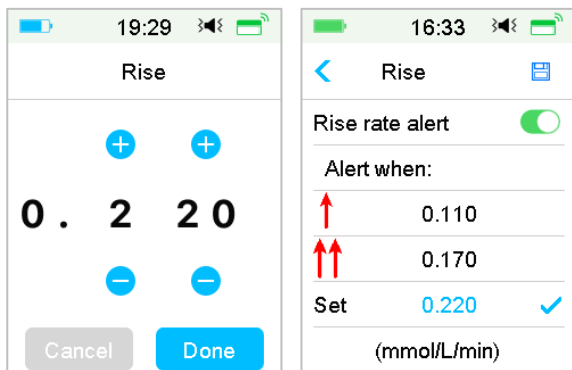 19:29
Rise
0. 2 20
Cancel Done
16:33
Rise
Rise rate alert
Alert when:
0.110
0.170
Set 0.220
(mmol/L/min)